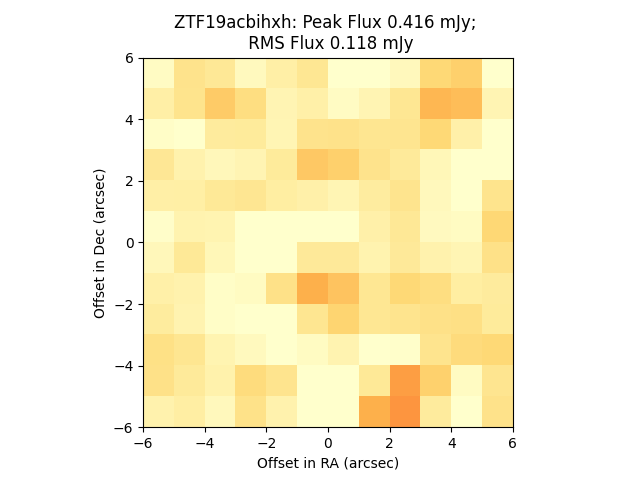 ZTF19acbihxh: Peak Flux 0.416 mJy;
RMS Flux 0.118 mJy
Offset in Dec (arcsec)
6
4
2
0
−2
−4
−6
−6 −4 −2 0 2 4 6
Offset in RA (arcsec)